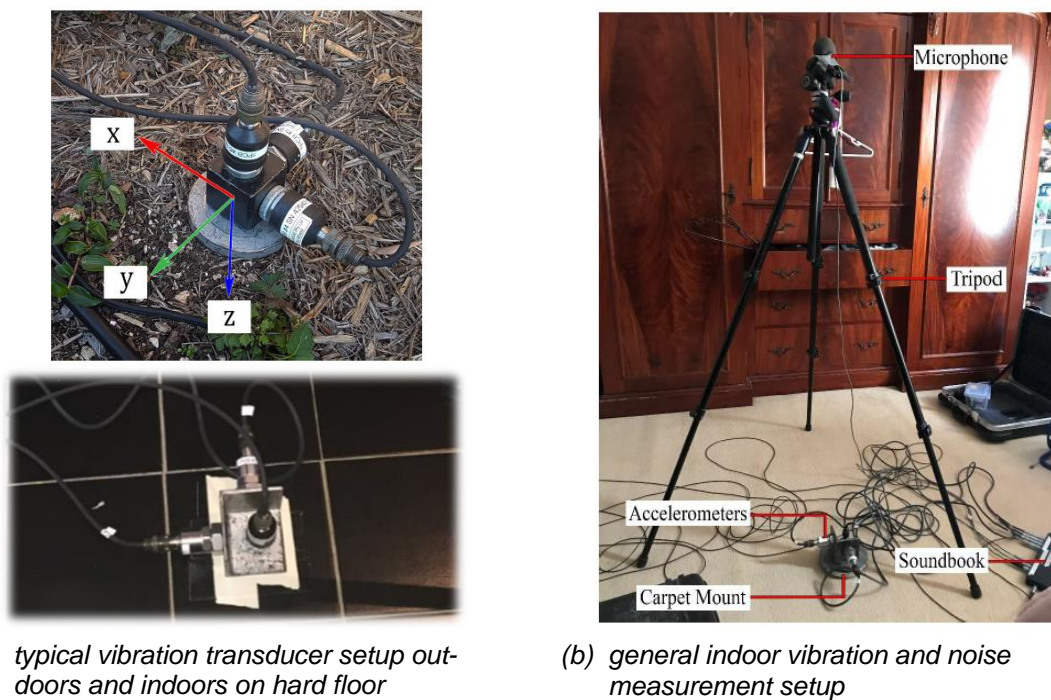 x
y
z
Microphone
Tripod
Accelerometers
Soundbook
Carpet Mount
typical vibration transducer setup out-
doors and indoors on hard floor
(b) general indoor vibration and noise
measurement setup